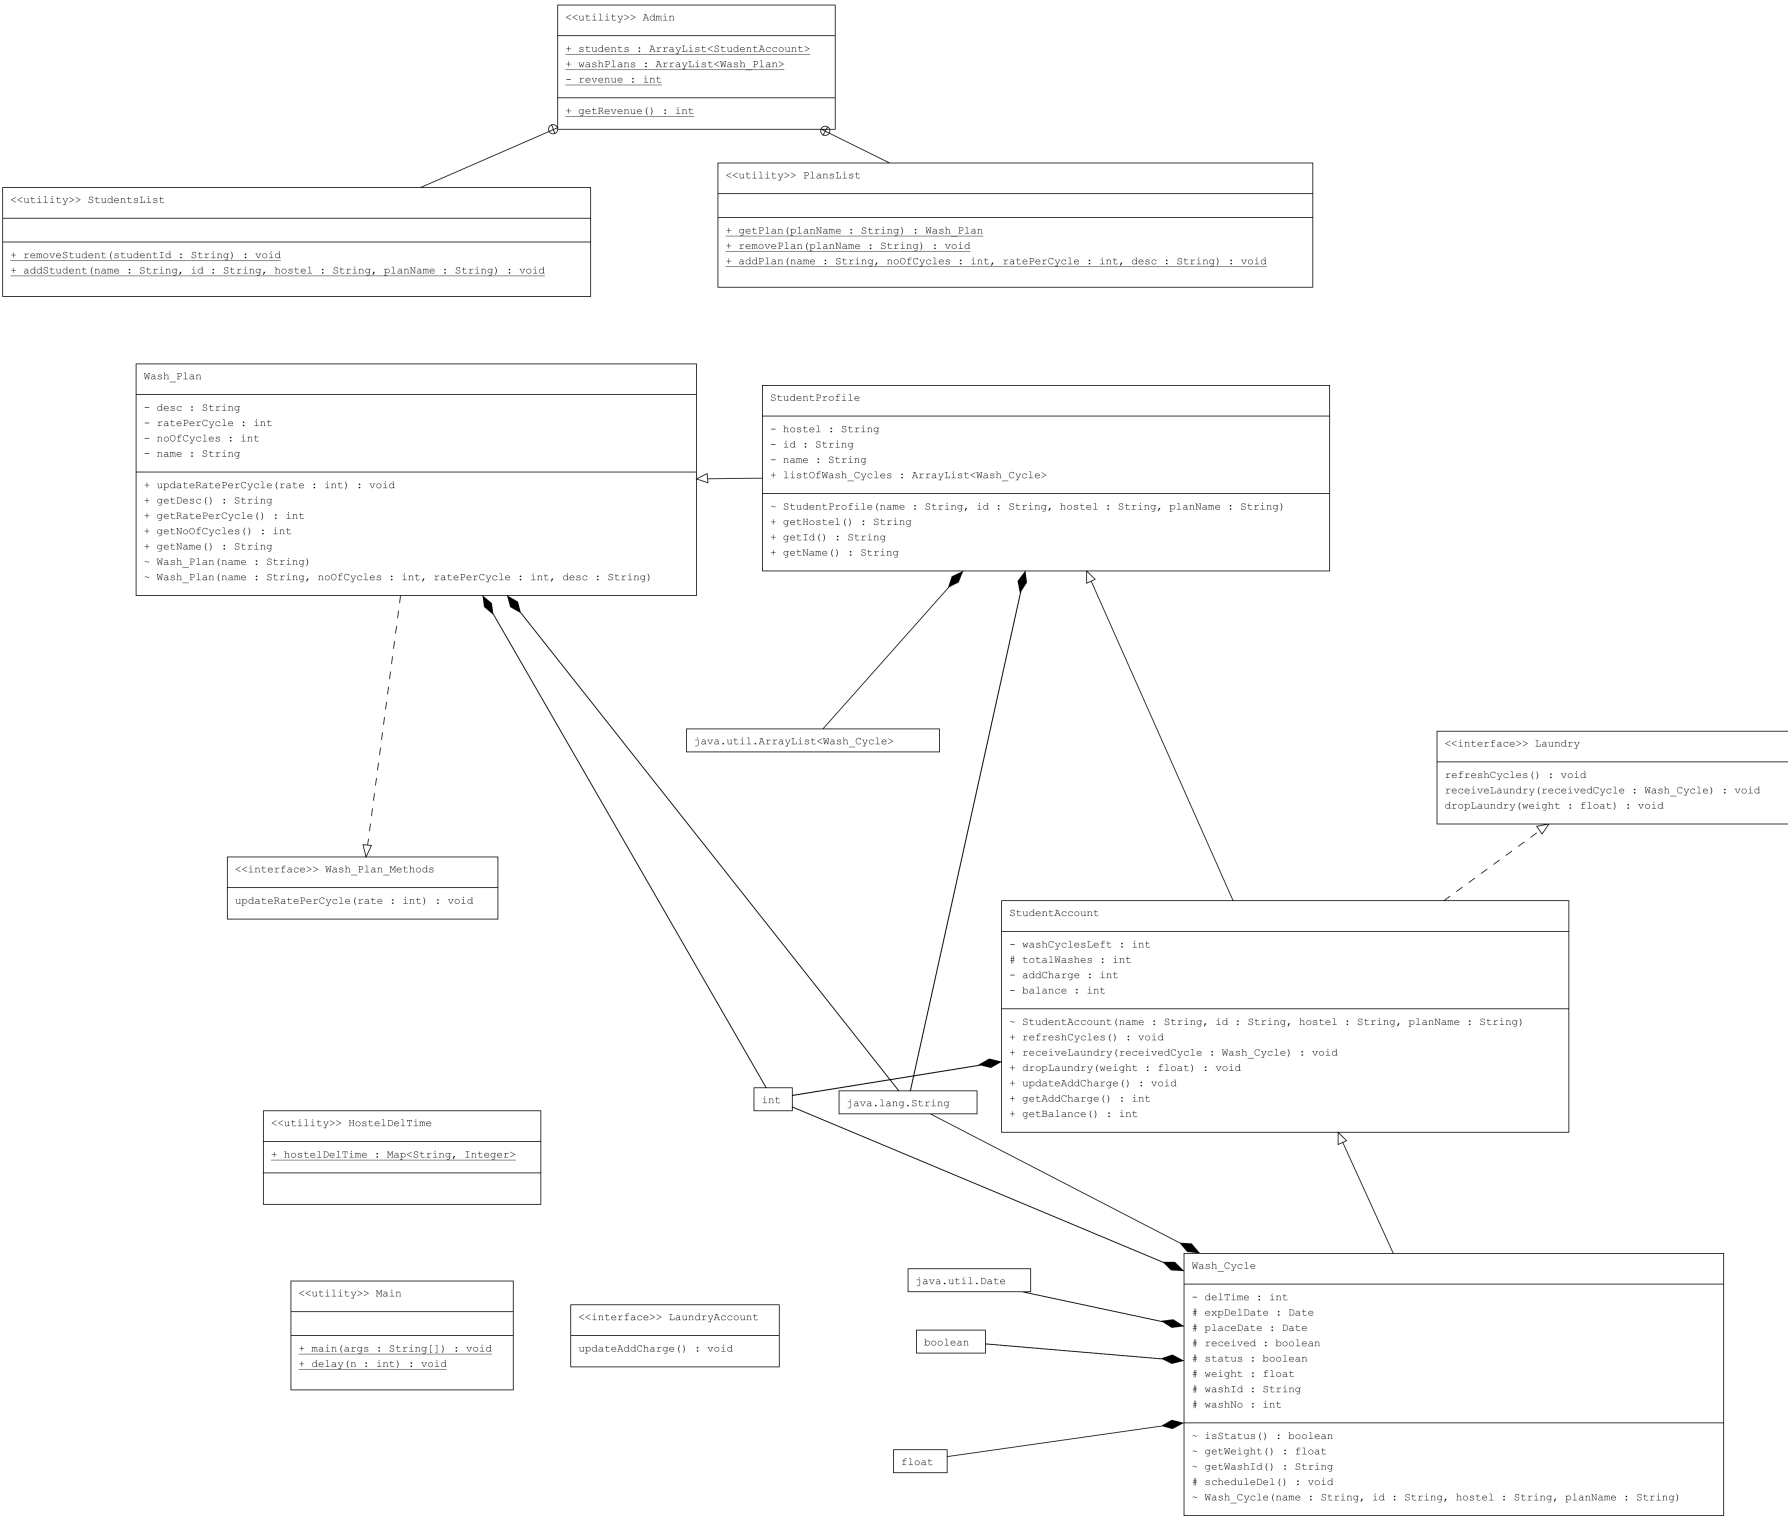 <<utility>> Admin
+ students : ArrayList<StudentAccount>
+ washPlans : ArrayList<Wash_Plan>
- revenue : int
+ getRevenue() : int
<<utility>> StudentsList
+ removeStudent(studentId : String) : void
+ addStudent(name : String, id : String, hostel : String, planName : String) : void
<<utility>> PlansList
+ getPlan(planName : String) : Wash_Plan
+ removePlan(planName : String) : void
+ addPlan(name : String, noOfCycles : int, ratePerCycle : int, desc : String) : void
Wash_Plan
- desc : String
- ratePerCycle : int
- noOfCycles : int
- name : String
+ updateRatePerCycle(rate : int) : void
+ getDesc() : String
+ getRatePerCycle() : int
+ getNoOfCycles() : int
+ getName() : String
~ Wash_Plan(name : String)
~ Wash_Plan(name : String, noOfCycles : int, ratePerCycle : int, desc : String)
StudentProfile
- hostel : String
- id : String
- name : String
+ listOfWash_Cycles : ArrayList<Wash_Cycle>
~ StudentProfile(name : String, id : String, hostel : String, planName : String)
+ getHostel() : String
+ getId() : String
+ getName() : String
java.util.ArrayList<Wash_Cycle>
<<interface>> Laundry
refreshCycles() : void
receiveLaundry(receivedCycle : Wash_Cycle) : void
dropLaundry(weight : float) : void
<<interface>> Wash_Plan_Methods
updateRatePerCycle(rate : int) : void
StudentAccount
- washCyclesLeft : int
# totalWashes : int
- addCharge : int
- balance : int
~ StudentAccount(name : String, id : String, hostel : String, planName : String)
+ refreshCycles() : void
+ receiveLaundry(receivedCycle : Wash_Cycle) : void
+ dropLaundry(weight : float) : void
+ updateAddCharge() : void
+ getAddCharge() : int
+ getBalance() : int
int
java.lang.String
<<utility>> HostelDelTime
+ hostelDelTime : Map<String, Integer>
<<utility>> Main
+ main(args : String[]) : void
+ delay(n : int) : void
<<interface>> LaundryAccount
updateAddCharge() : void
java.util.Date
boolean
float
Wash_Cycle
- delTime : int
# expDelDate : Date
# placeDate : Date
# received : boolean
# status : boolean
# weight : float
# washId : String
# washNo : int
~ isStatus() : boolean
~ getWeight() : float
~ getWashId() : String
# scheduleDel() : void
~ Wash_Cycle(name : String, id : String, hostel : String, planName : String)